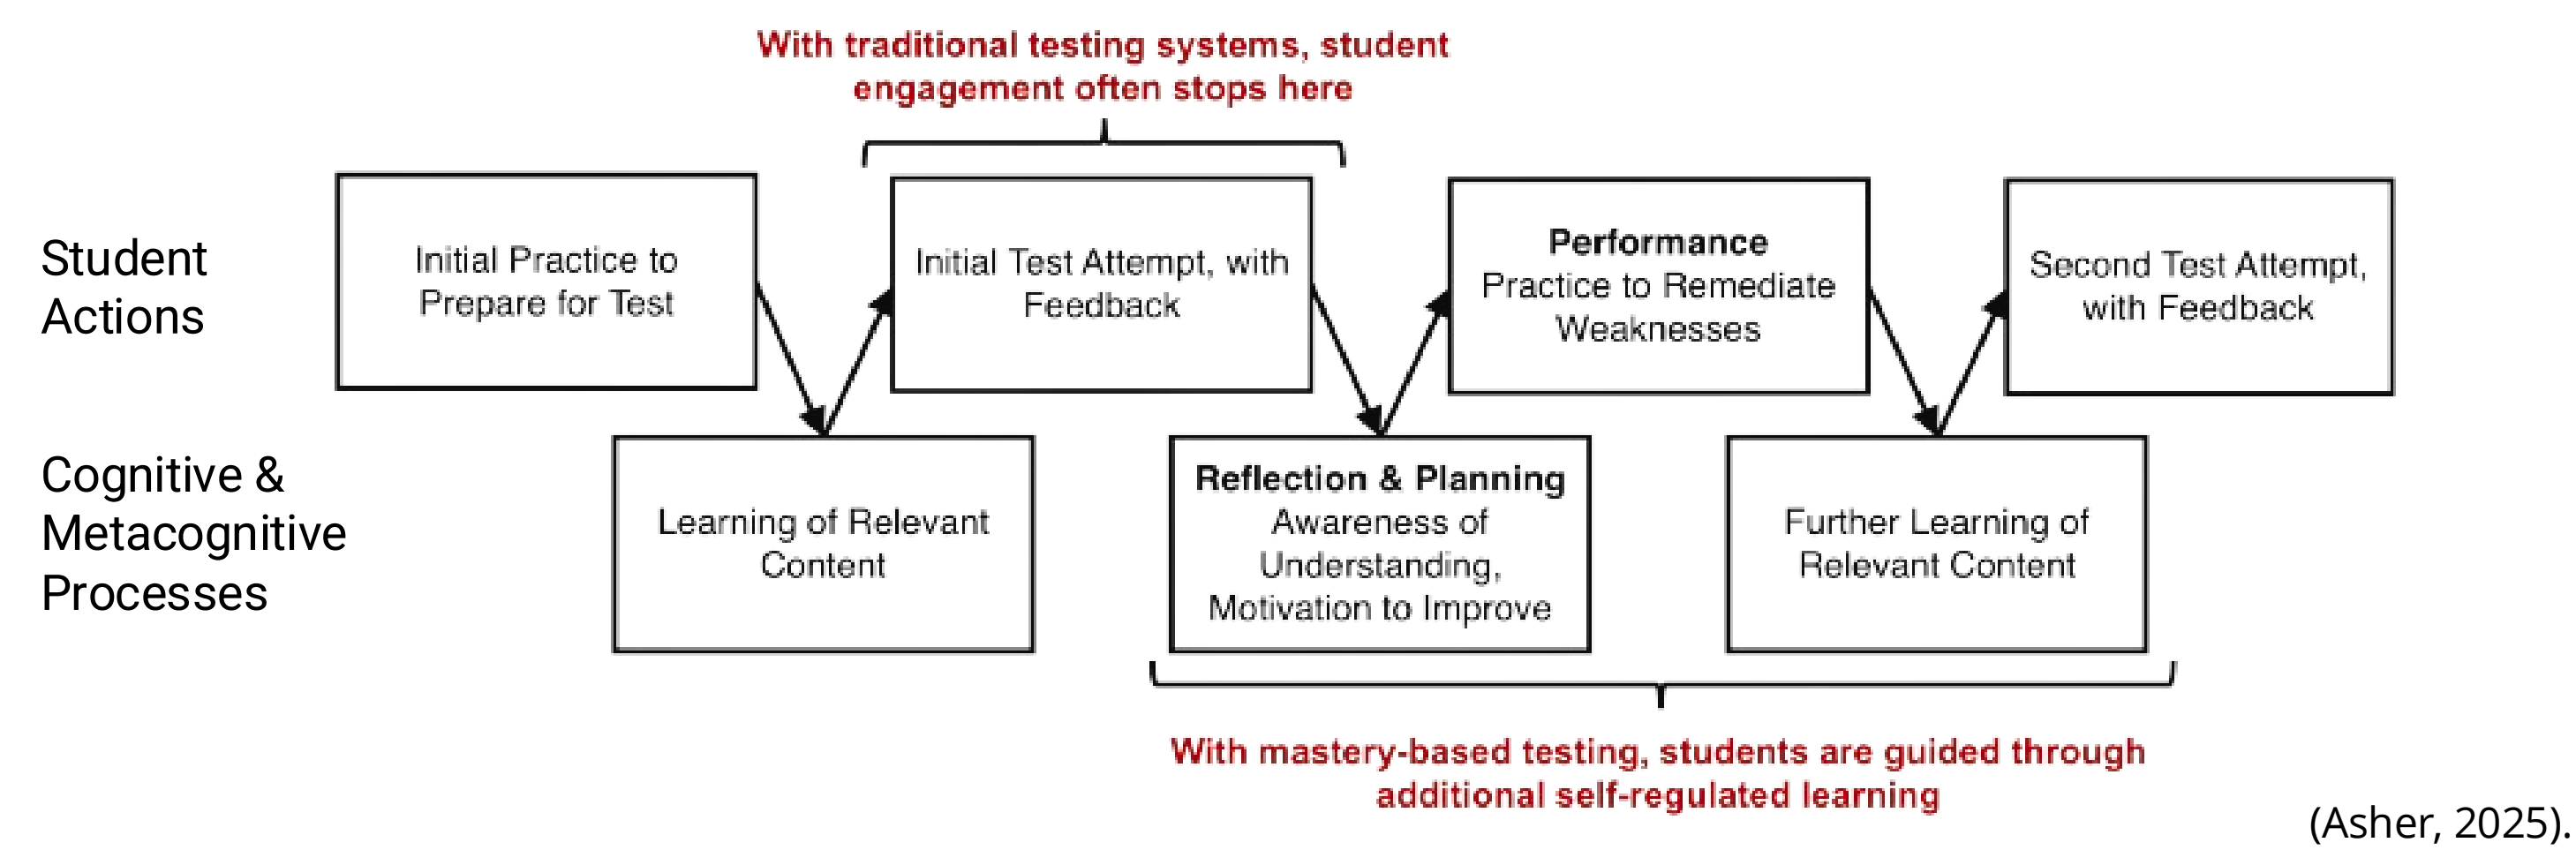 With traditional testing systems, student
engagement often stops here
Student
Actions
Initial Practice to
Prepare for Test
Initial Test Attempt, with
Feedback
Performance
Practice to Remediate
Weaknesses
Second Test Attempt,
with Feedback
Cognitive &
Metacognitive
Processes
Learning of Relevant
Content
Reflection & Planning
Awareness of
Understanding,
Motivation to Improve
Further Learning of
Relevant Content
With mastery-based testing, students are guided through
additional self-regulated learning
(Asher, 2025).